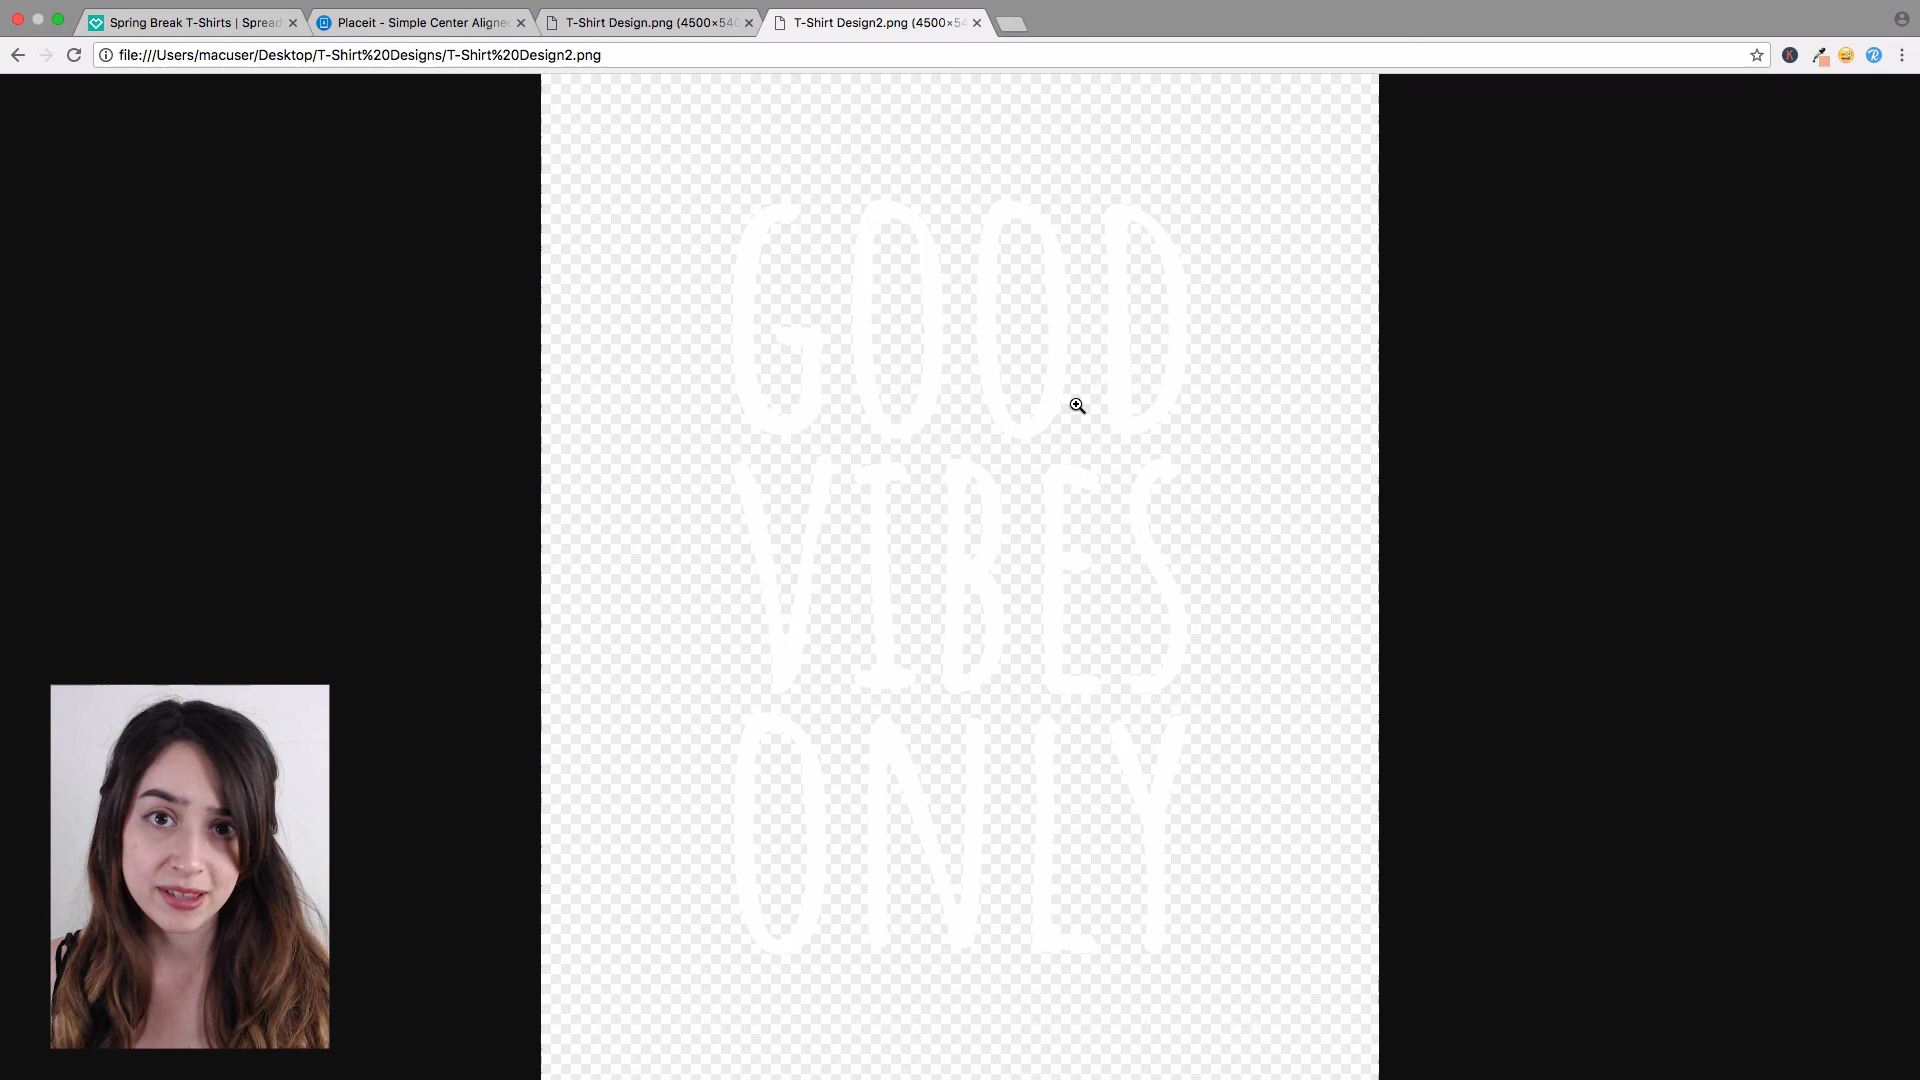 Spring Break T-Shirts | Spread
Placeit - Simple Center Aligned
T-Shirt Design.png (4500×540
T-Shirt Design2.png (4500×54
file:///Users/macuser/Desktop/T-Shirt%20Designs/T-Shirt%20Design2.png
K
R
GOOD
VIBES
ONLY